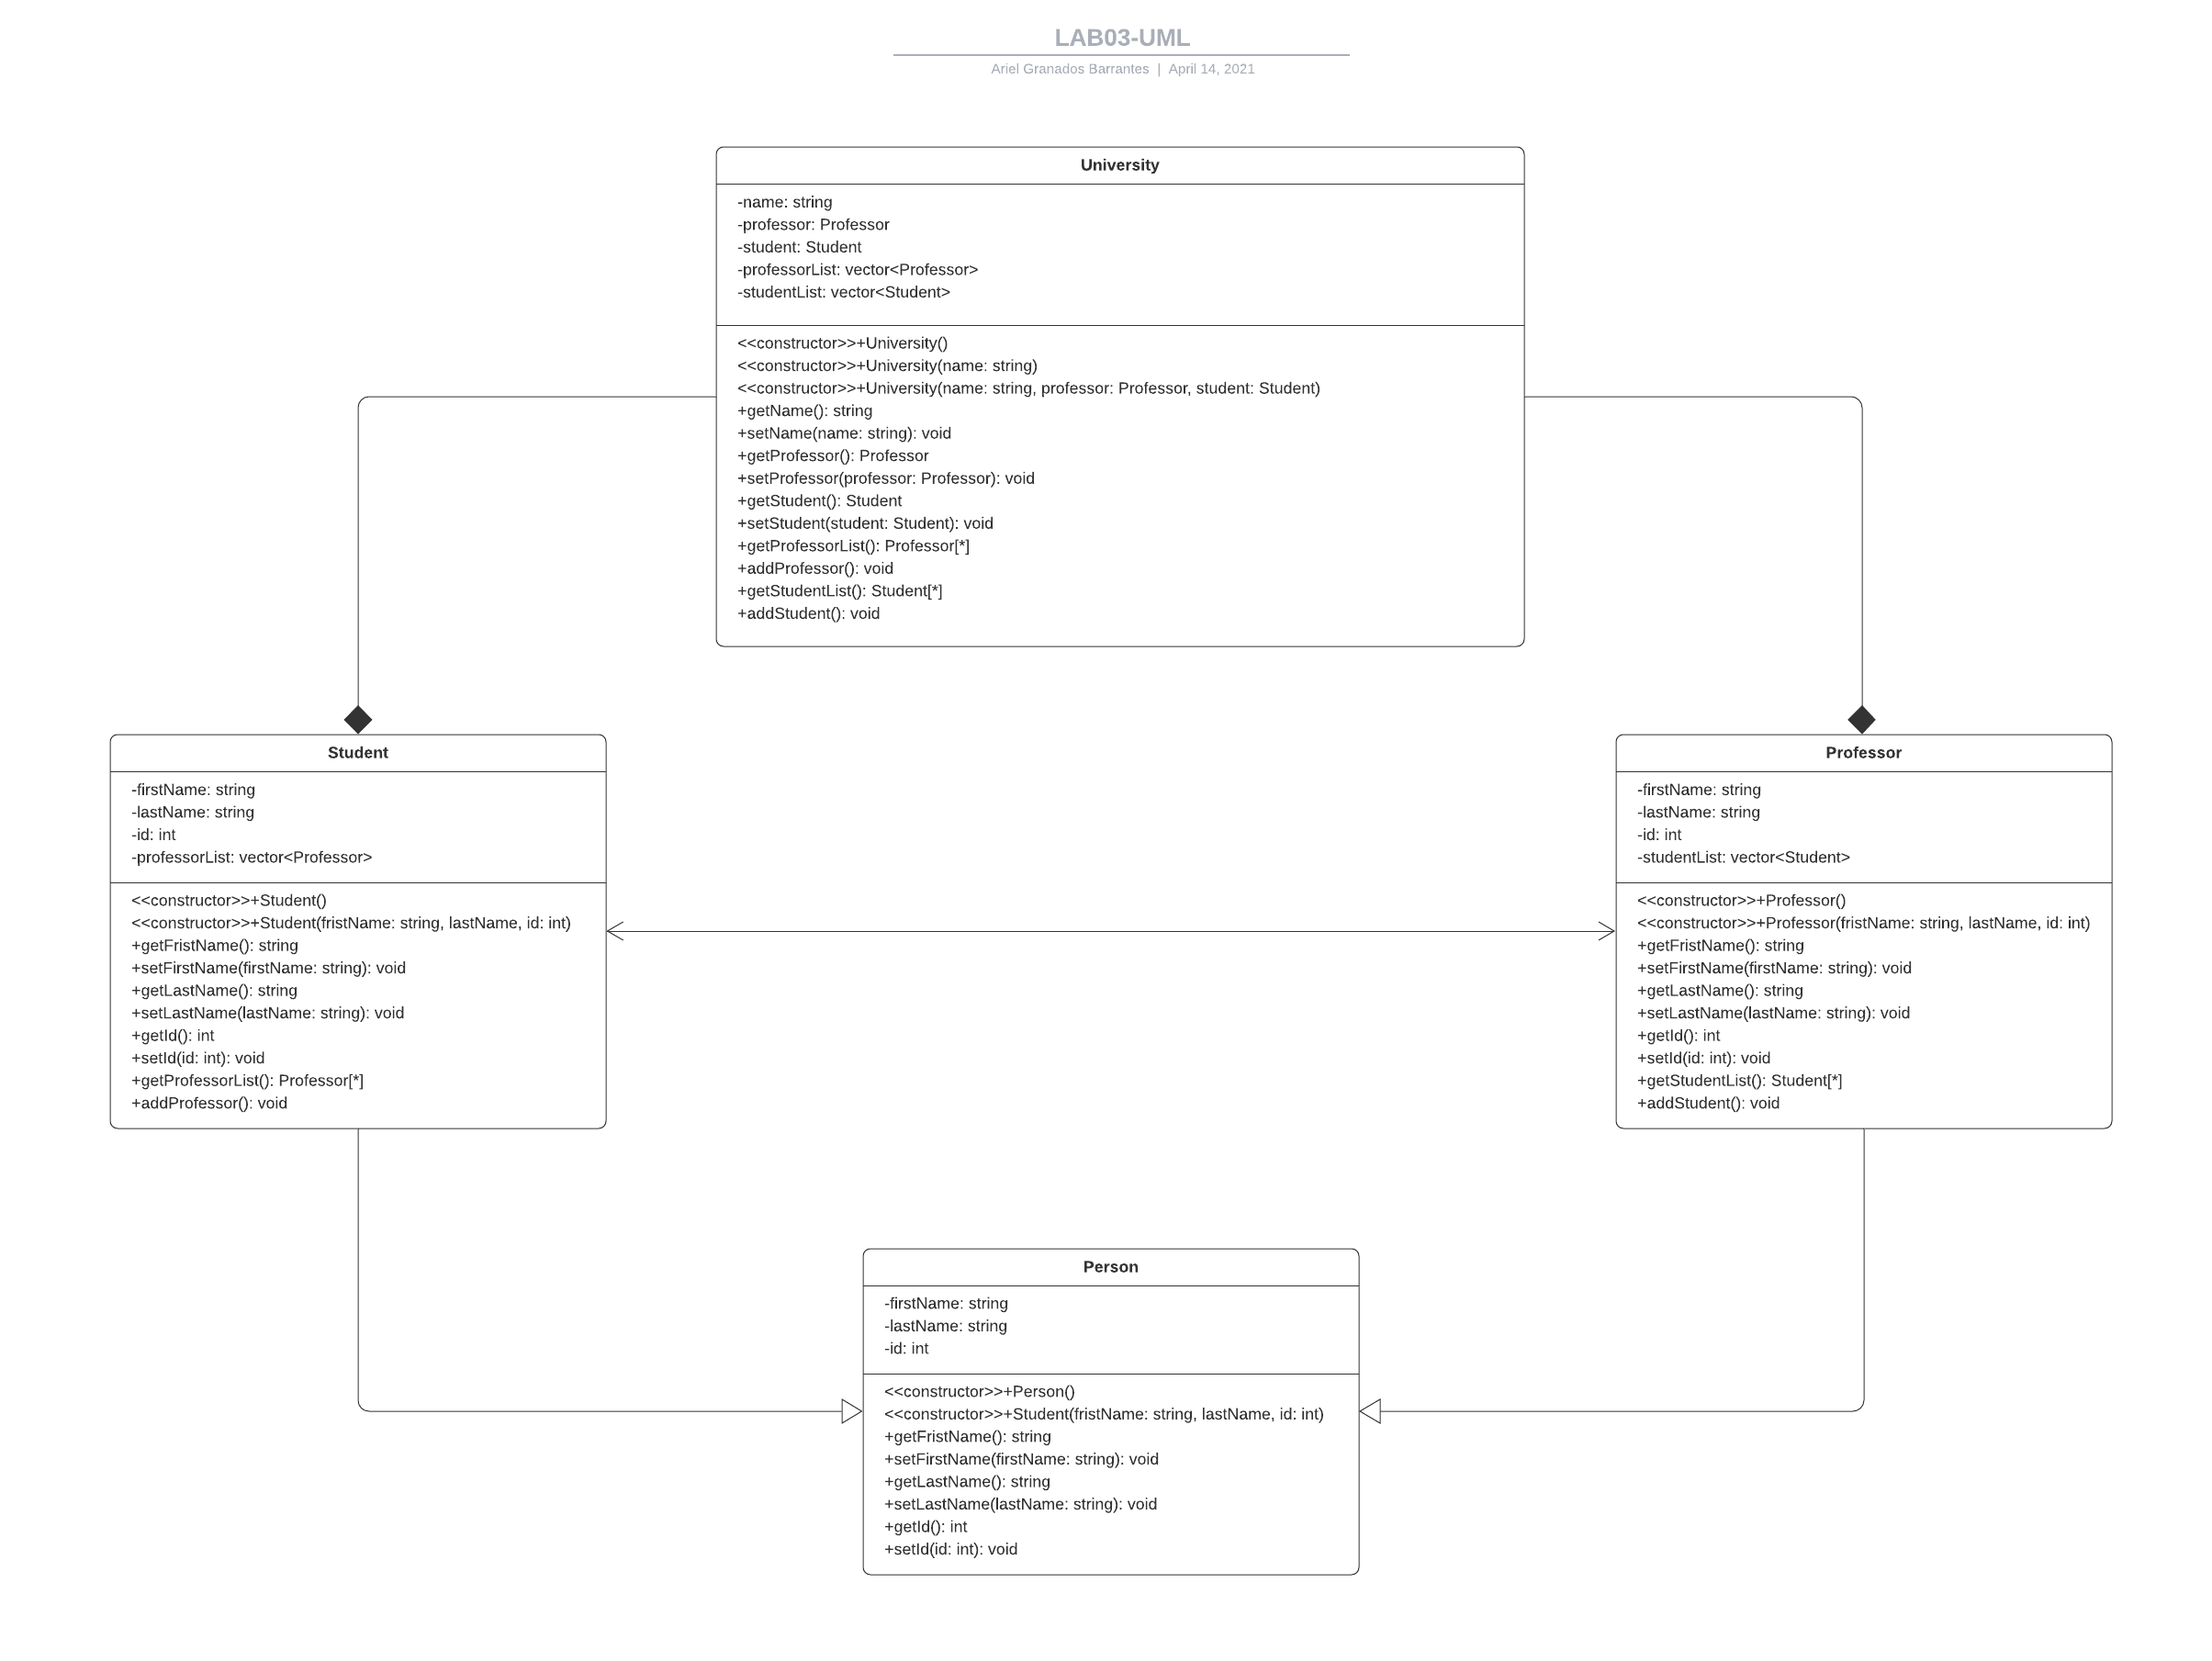 LAB03-UML
Ariel Granados Barrantes | April 14, 2021
University
-name: string
-professor: Professor
-student: Student
-professorList: vector<Professor>
-studentList: vector<Student>
<<constructor>>+University()
<<constructor>>+University(name: string)
<<constructor>>+University(name: string, professor: Professor, student: Student)
+getName(): string
+setName(name: string): void
+getProfessor(): Professor
+setProfessor(professor: Professor): void
+getStudent(): Student
+setStudent(student: Student): void
+getProfessorList(): Professor[*]
+addProfessor(): void
+getStudentList(): Student[*]
+addStudent(): void
Student
-firstName: string
-lastName: string
-id: int
-professorList: vector<Professor>
<<constructor>>+Student()
<<constructor>>+Student(fristName: string, lastName, id: int)
+getFristName(): string
+setFirstName(firstName: string): void
+getLastName(): string
+setLastName(lastName: string): void
+getId(): int
+setId(id: int): void
+getProfessorList(): Professor[*]
+addProfessor(): void
Professor
-firstName: string
-lastName: string
-id: int
-studentList: vector<Student>
<<constructor>>+Professor()
<<constructor>>+Professor(fristName: string, lastName, id: int)
+getFristName(): string
+setFirstName(firstName: string): void
+getLastName(): string
+setLastName(lastName: string): void
+getId(): int
+setId(id: int): void
+getStudentList(): Student[*]
+addStudent(): void
Person
-firstName: string
-lastName: string
-id: int
<<constructor>>+Person()
<<constructor>>+Student(fristName: string, lastName, id: int)
+getFristName(): string
+setFirstName(firstName: string): void
+getLastName(): string
+setLastName(lastName: string): void
+getId(): int
+setId(id: int): void